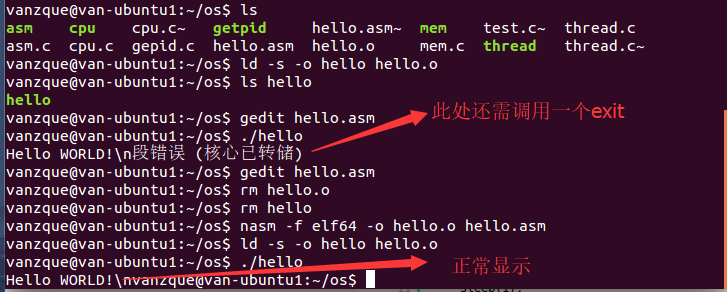 vanzque@van-ubuntu1:~/os$ ls
asm cpu cpu.c~ getpid hello.asm~ mem test.c~ thread.c
asm.c cpu.c gepid.c hello.asm hello.o mem.c thread thread.c~
vanzque@van-ubuntu1:~/os$ ld -s -o hello hello.o
vanzque@van-ubuntu1:~/os$ ls hello
hello
vanzque@van-ubuntu1:~/os$ gedit hello.asm
此处还需调用一个exit
vanzque@van-ubuntu1:~/os$ ./hello
Hello WORLD!\n段错误 (核心已转储)
vanzque@van-ubuntu1:~/os$ gedit hello.asm
vanzque@van-ubuntu1:~/os$ rm hello.o
vanzque@van-ubuntu1:~/os$ rm hello
vanzque@van-ubuntu1:~/os$ nasm -f elf64 -o hello.o hello.asm
vanzque@van-ubuntu1:~/os$ ld -s -o hello hello.o
vanzque@van-ubuntu1:~/os$ ./hello
正常显示
Hello WORLD!\nvanzque@van-ubuntu1:~/os$